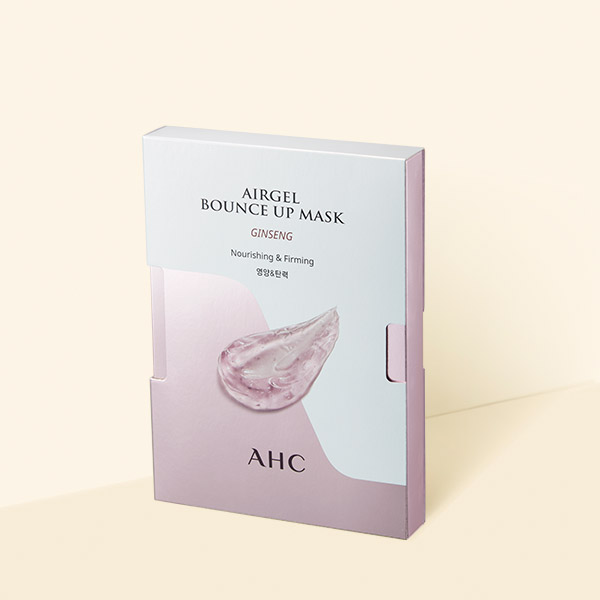 AIRGEL
BOUNCE UP MASK
GINSENG
Nourishing & Firming
영양&탄력
AHC